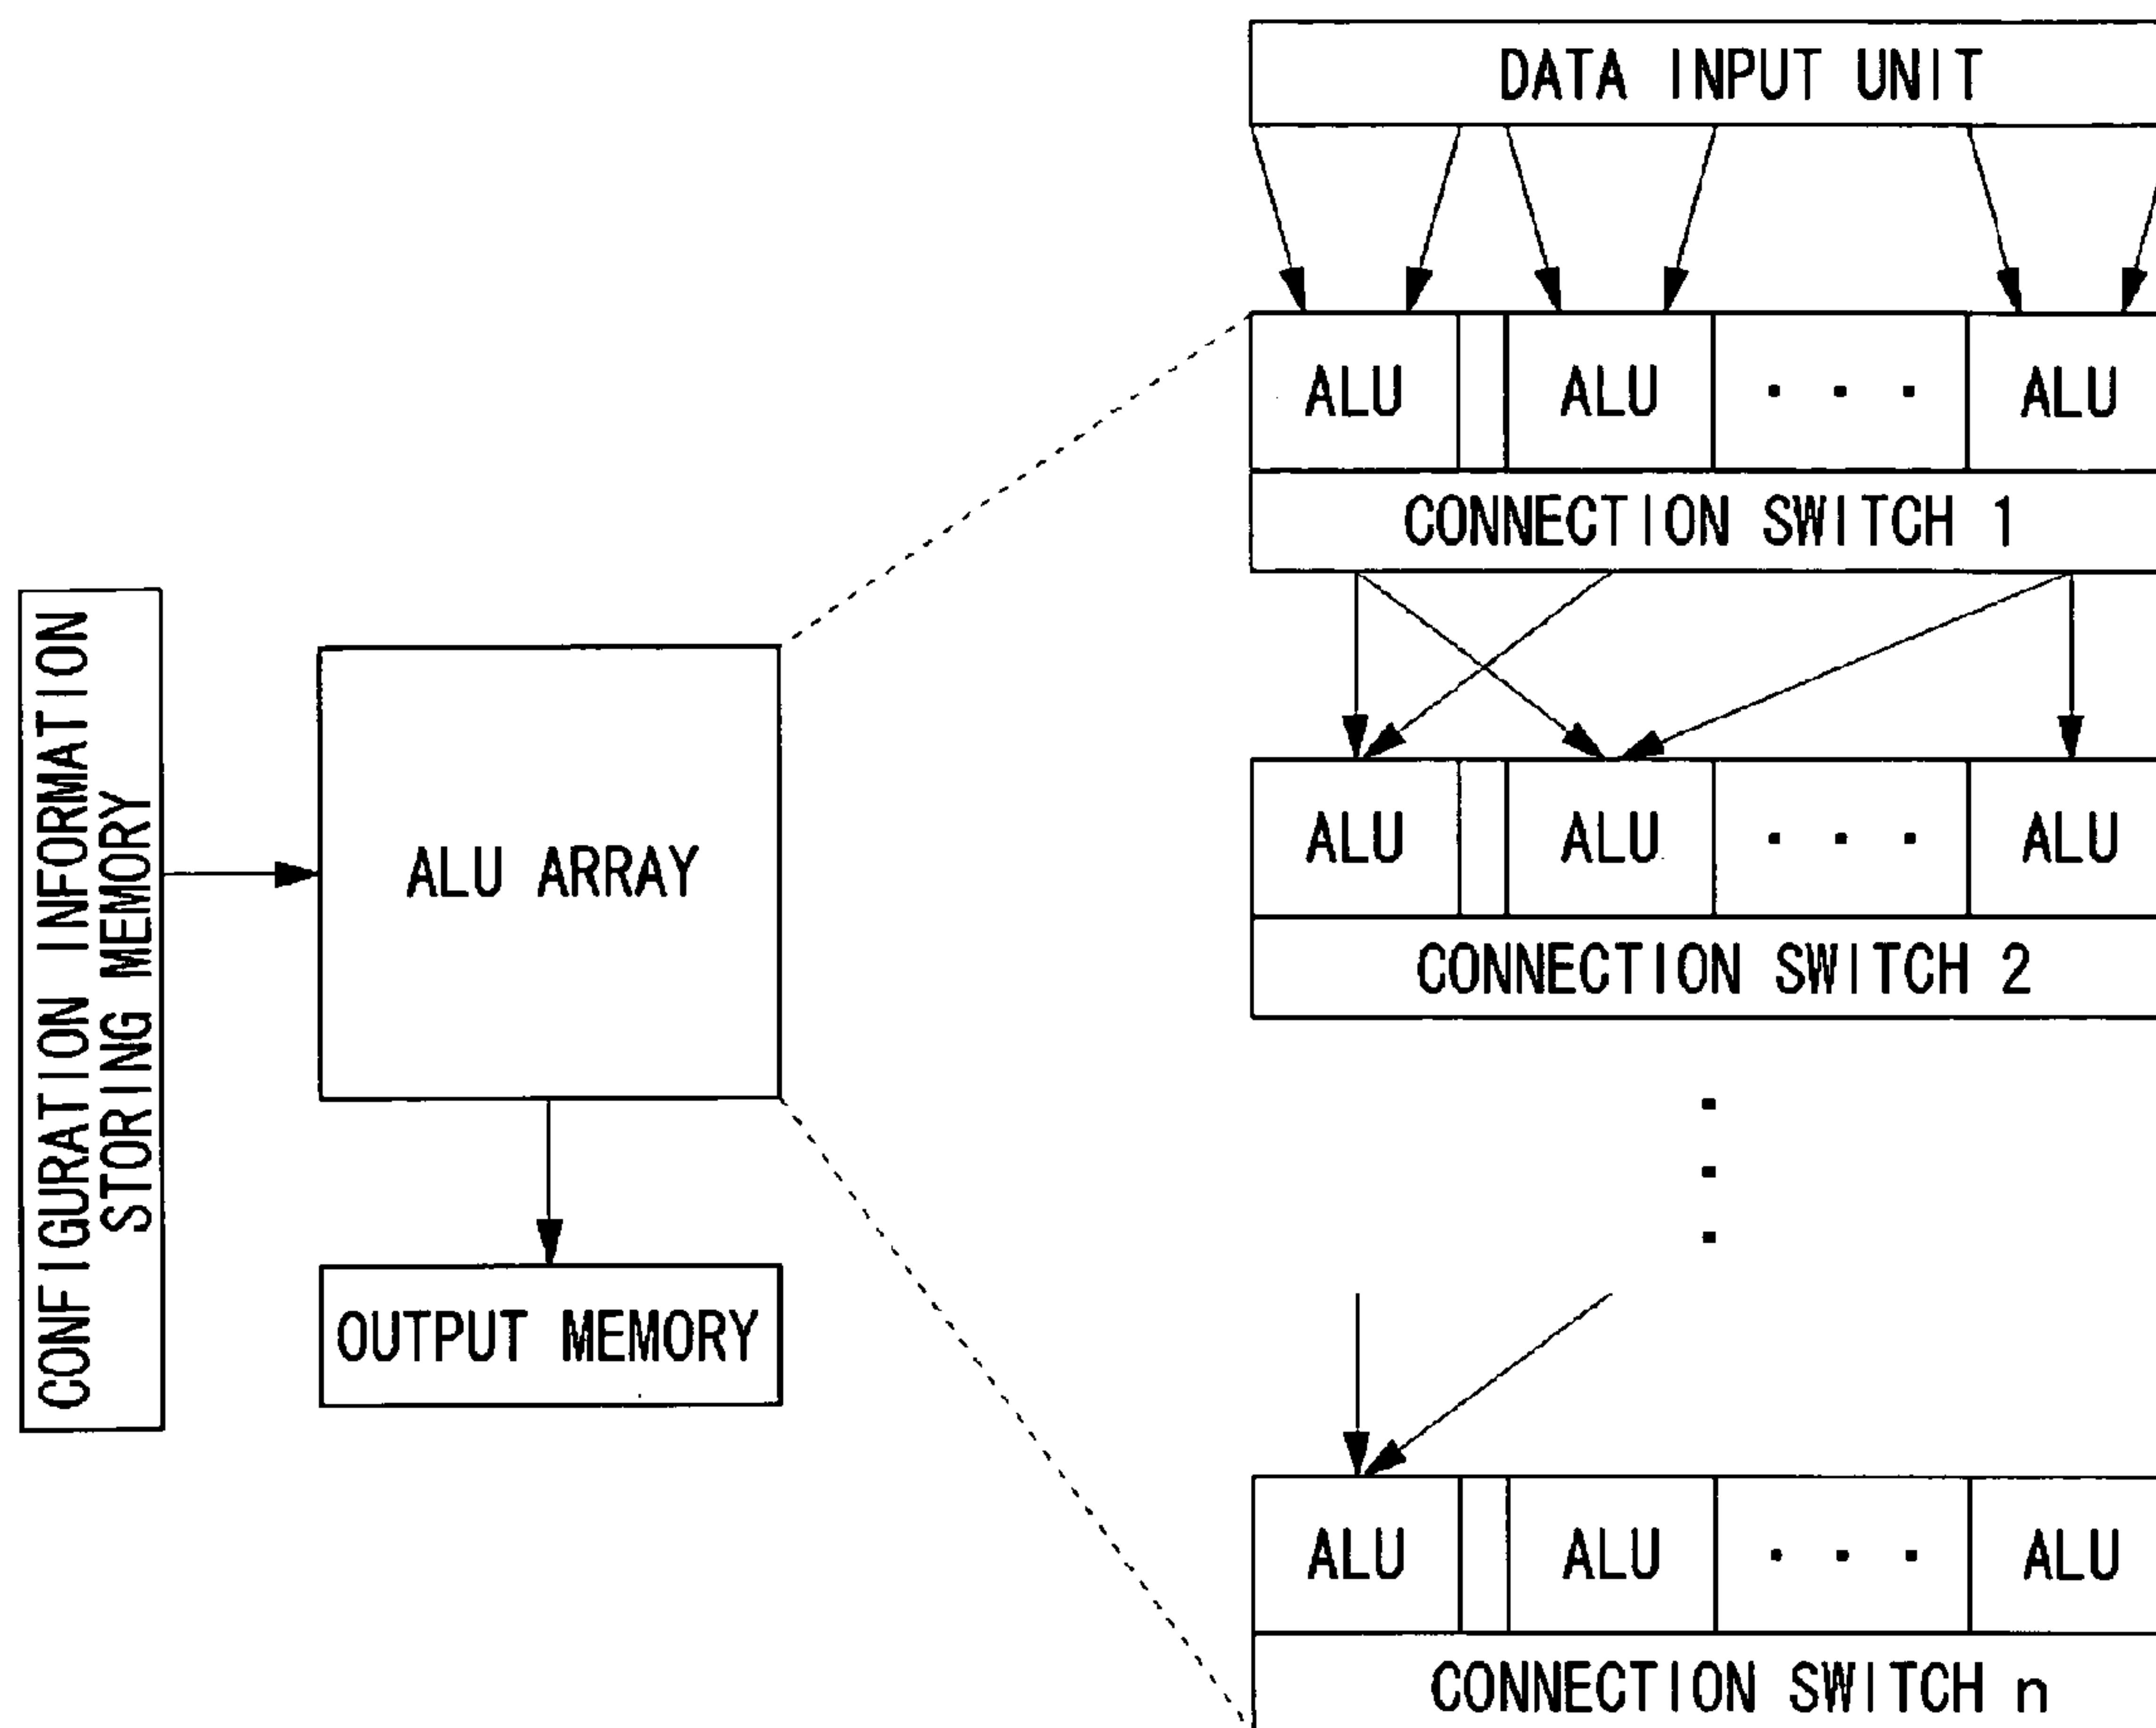 CONFIGURATION INFORMATION
STORING MEMORY
ALU ARRAY
OUTPUT MEMORY
DATA INPUT UNIT
ALU ALU · · · ALU
CONNECTION SWITCH 1
ALU ALU · · · ALU
CONNECTION SWITCH 2
ALU ALU · · · ALU
CONNECTION SWITCH n